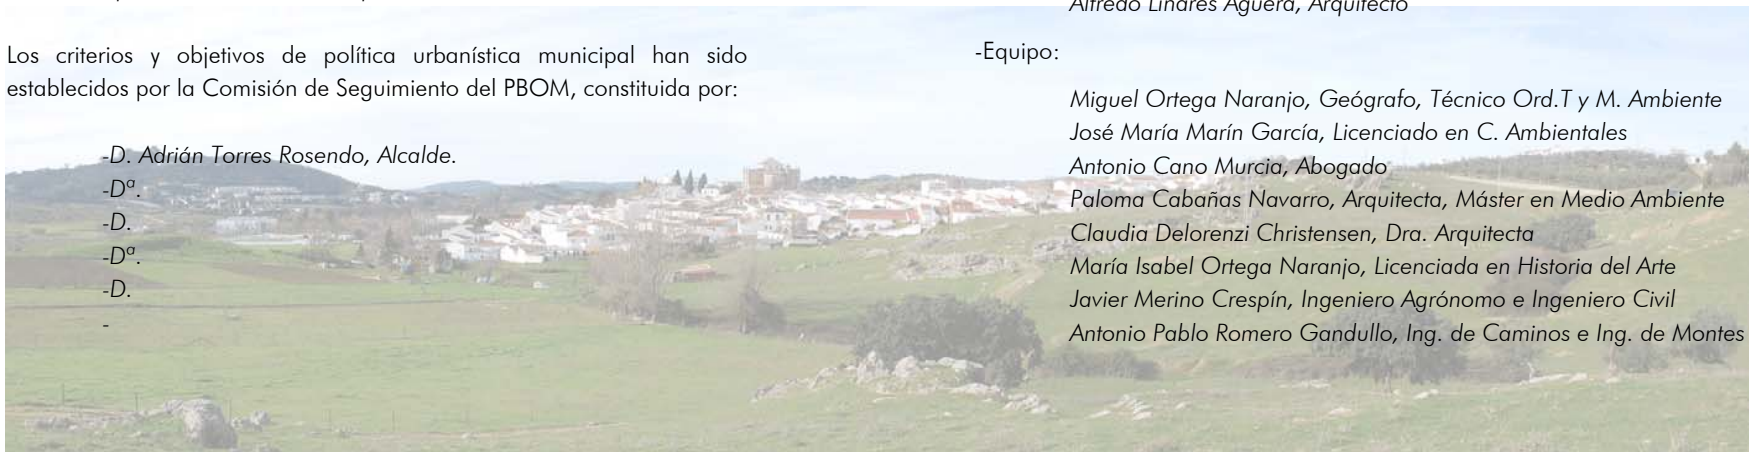 Los criterios y objetivos de política urbanística municipal han sido
establecidos por la Comisión de Seguimiento del PBOM, constituida por:
-D. Adrián Torres Rosendo, Alcalde.
-Dª.
-D.
-Dª.
-D.
-
Alfredo Linares Agüera, Arquitecto
-Equipo:
Miguel Ortega Naranjo, Geógrafo, Técnico Ord.T y M. Ambiente
José María Marín García, Licenciado en C. Ambientales
Antonio Cano Murcia, Abogado
Paloma Cabañas Navarro, Arquitecta, Máster en Medio Ambiente
Claudia Delorenzi Christensen, Dra. Arquitecta
María Isabel Ortega Naranjo, Licenciada en Historia del Arte
Javier Merino Crespín, Ingeniero Agrónomo e Ingeniero Civil
Antonio Pablo Romero Gandullo, Ing. de Caminos e Ing. de Montes